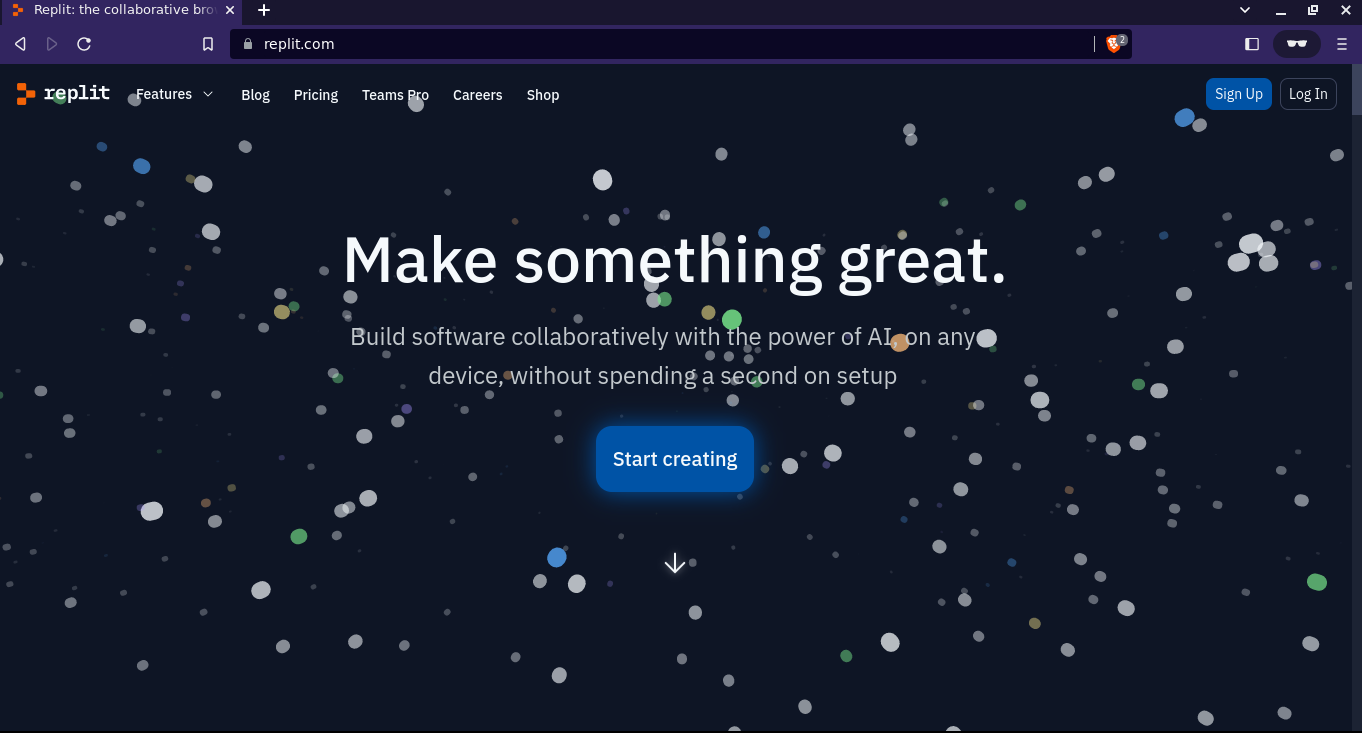 Replit: the collaborative bro
replit.com
2
replit
Features
Blog
Pricing
Teams Pro
Careers
Shop
Sign Up
Log In
Make something great.
Build software collaboratively with the power of AI, on any
device, without spending a second on setup
Start creating